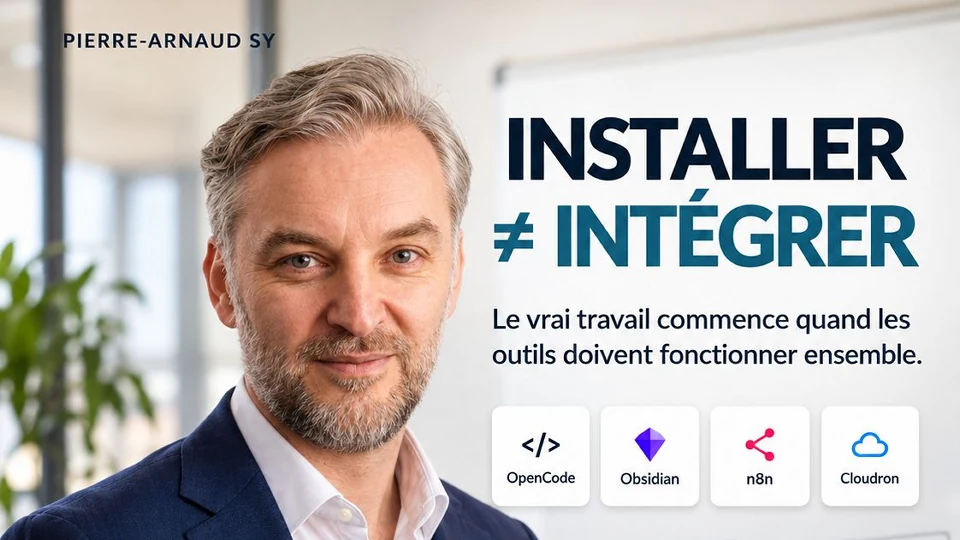 PIERRE-ARNAUD SY
INSTALLER
≠ INTÉGRER
Le vrai travail commence quand les
outils doivent fonctionner ensemble.
</>
OpenCode
Obsidian
n8n
Cloudron